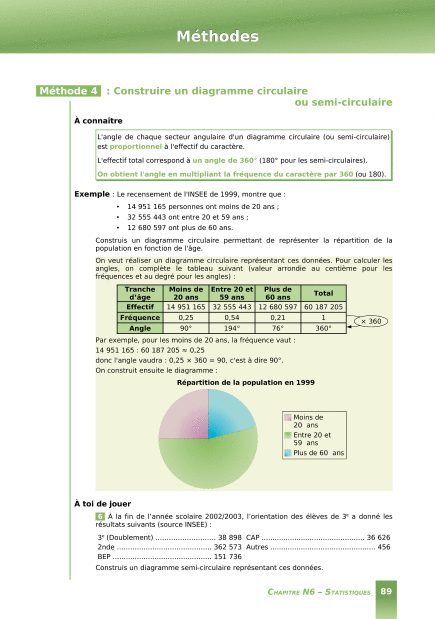 Méthodes
Méthode 4 : Construire un diagramme circulaire
ou semi-circulaire
À connaître
L'angle de chaque secteur angulaire d'un diagramme circulaire (ou semi-circulaire)
est proportionnel à l'effectif du caractère.
L'effectif total correspond à un angle de 360° (180° pour les semi-circulaires).
On obtient l'angle en multipliant la fréquence du caractère par 360 (ou 180).
Exemple : Le recensement de l'INSEE de 1999, montre que :
• 14 951 165 personnes ont moins de 20 ans ;
• 32 555 443 ont entre 20 et 59 ans ;
• 12 680 597 ont plus de 60 ans.
Construis un diagramme circulaire permettant de représenter la répartition de la
population en fonction de l'âge.
On veut réaliser un diagramme circulaire représentant ces données. Pour calculer les
angles, on complète le tableau suivant (valeur arrondie au centième pour les
fréquences et au degré pour les angles) :
Tranche d'âge Moins de 20 ans Entre 20 et 59 ans Plus de 60 ans Total
Effectif 14 951 165 32 555 443 12 680 597 60 187 205
Fréquence 0,25 0,54 0,21 1
Angle 90° 194° 76° 360°
× 360
Par exemple, pour les moins de 20 ans, la fréquence vaut :
14 951 165 : 60 187 205 ≈ 0,25
donc l'angle vaudra : 0,25 × 360 = 90, c'est à dire 90°.
On construit ensuite le diagramme :
Répartition de la population en 1999
Moins de
20 ans
Entre 20 et
59 ans
Plus de 60 ans
À toi de jouer
6 À la fin de l'année scolaire 2002/2003, l'orientation des élèves de 3e a donné les
résultats suivants (source INSEE) :
3e (Doublement) ............................ 38 898 CAP ................................................ 36 626
2nde ............................................ 362 573 Autres ................................................. 456
BEP ............................................... 151 736
Construis un diagramme semi-circulaire représentant ces données.
Chapitre N6 – Statistiques 89